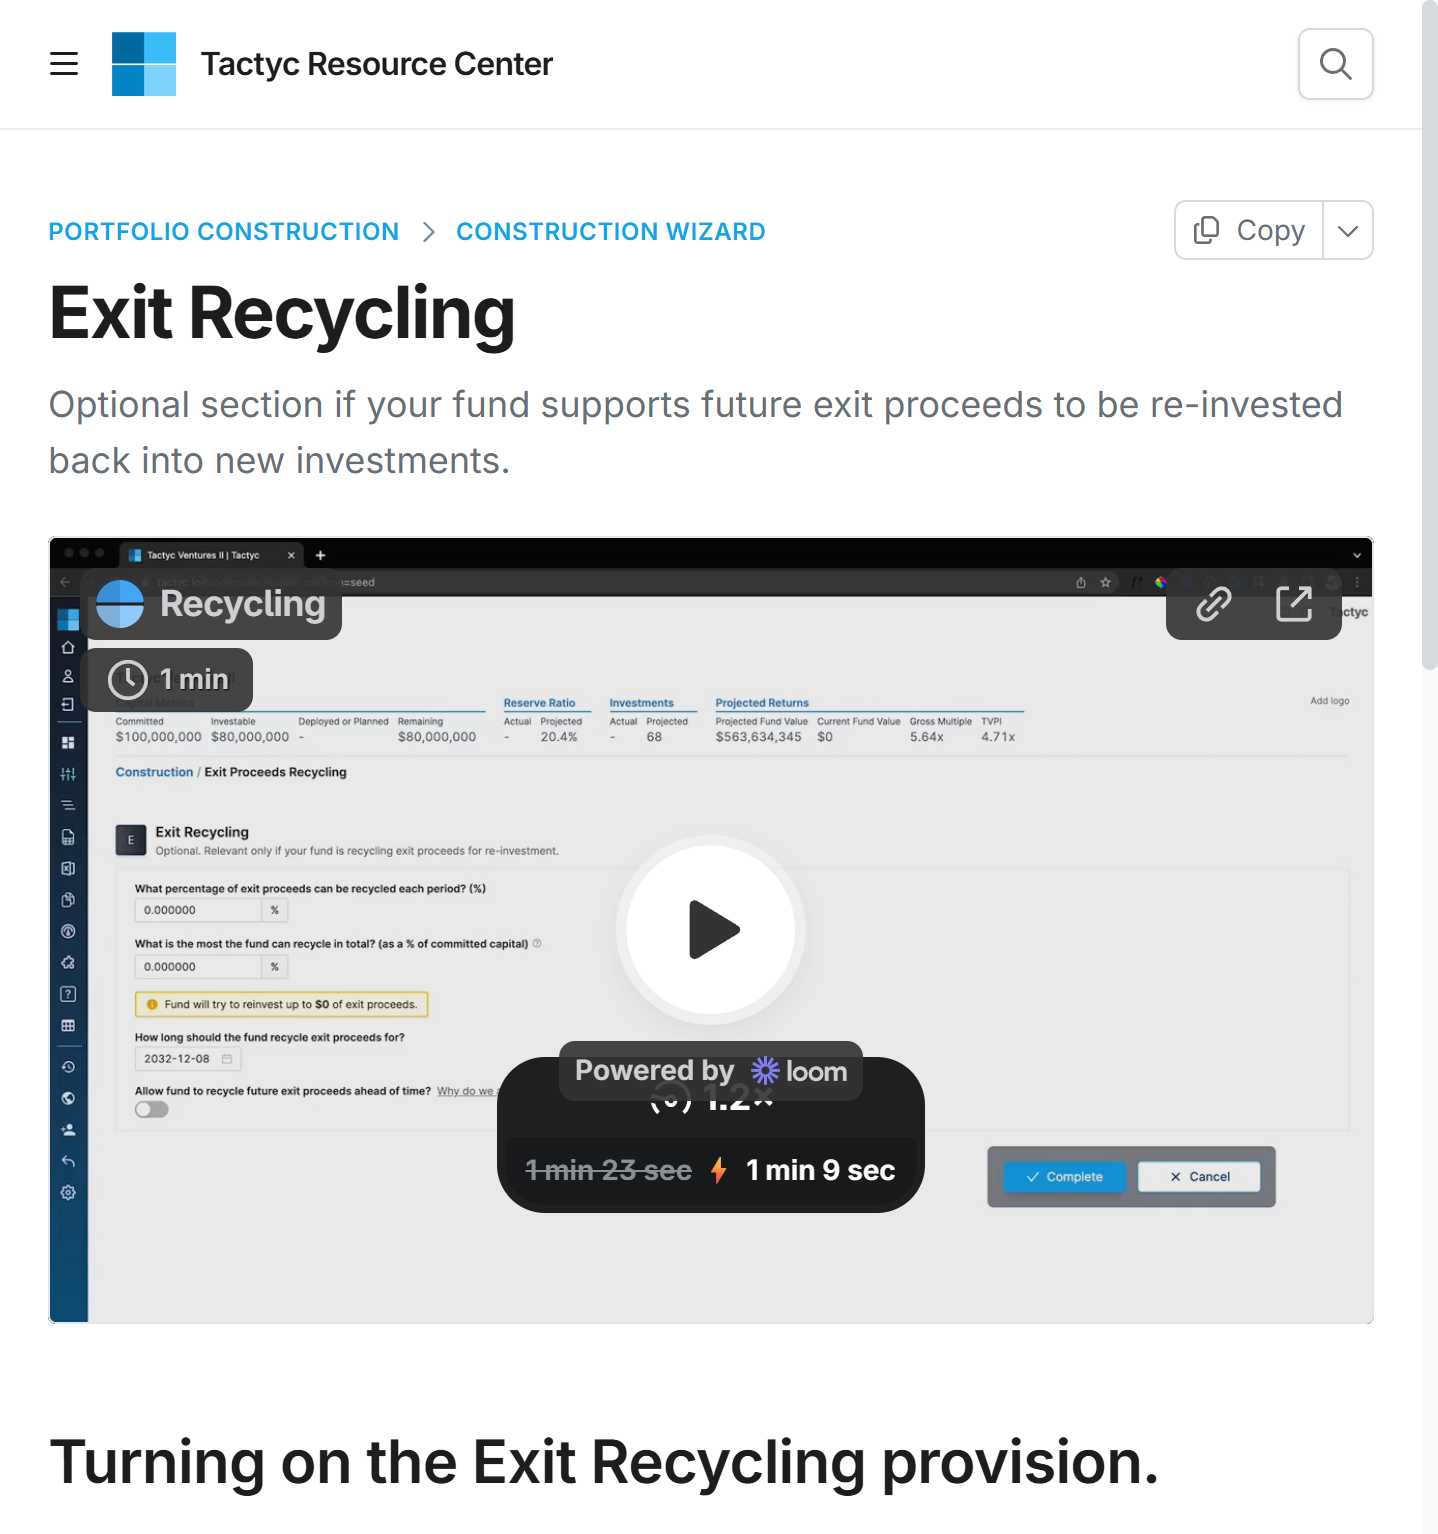 Tactyc Resource Center
PORTFOLIO CONSTRUCTION > CONSTRUCTION WIZARD
Copy
Exit Recycling
Optional section if your fund supports future exit proceeds to be re-invested
back into new investments.
Tactyc Ventures II | Tactyc
=seed
Recycling
Tactyc
1 min
Add logo
Reserve Ratio Investments Projected Returns
Committed Investable Deployed or Planned Remaining Actual Projected Actual Projected Projected Fund Value Current Fund Value Gross Multiple TVPI
$100,000,000 $80,000,000 - $80,000,000 - 20.4% - 68 $563,634,345 $0 5.64x 4.71x
Construction / Exit Proceeds Recycling
E
Exit Recycling
Optional. Relevant only if your fund is recycling exit proceeds for re-investment.
What percentage of exit proceeds can be recycled each period? (%)
0.000000 %
What is the most the fund can recycle in total? (as a % of committed capital)
0.000000 %
Fund will try to reinvest up to $0 of exit proceeds.
How long should the fund recycle exit proceeds for?
2032-12-08
Allow fund to recycle future exit proceeds ahead of time? Why do we
Powered by loom
1.2×
1 min 23 sec 1 min 9 sec
Complete
Cancel
Turning on the Exit Recycling provision.